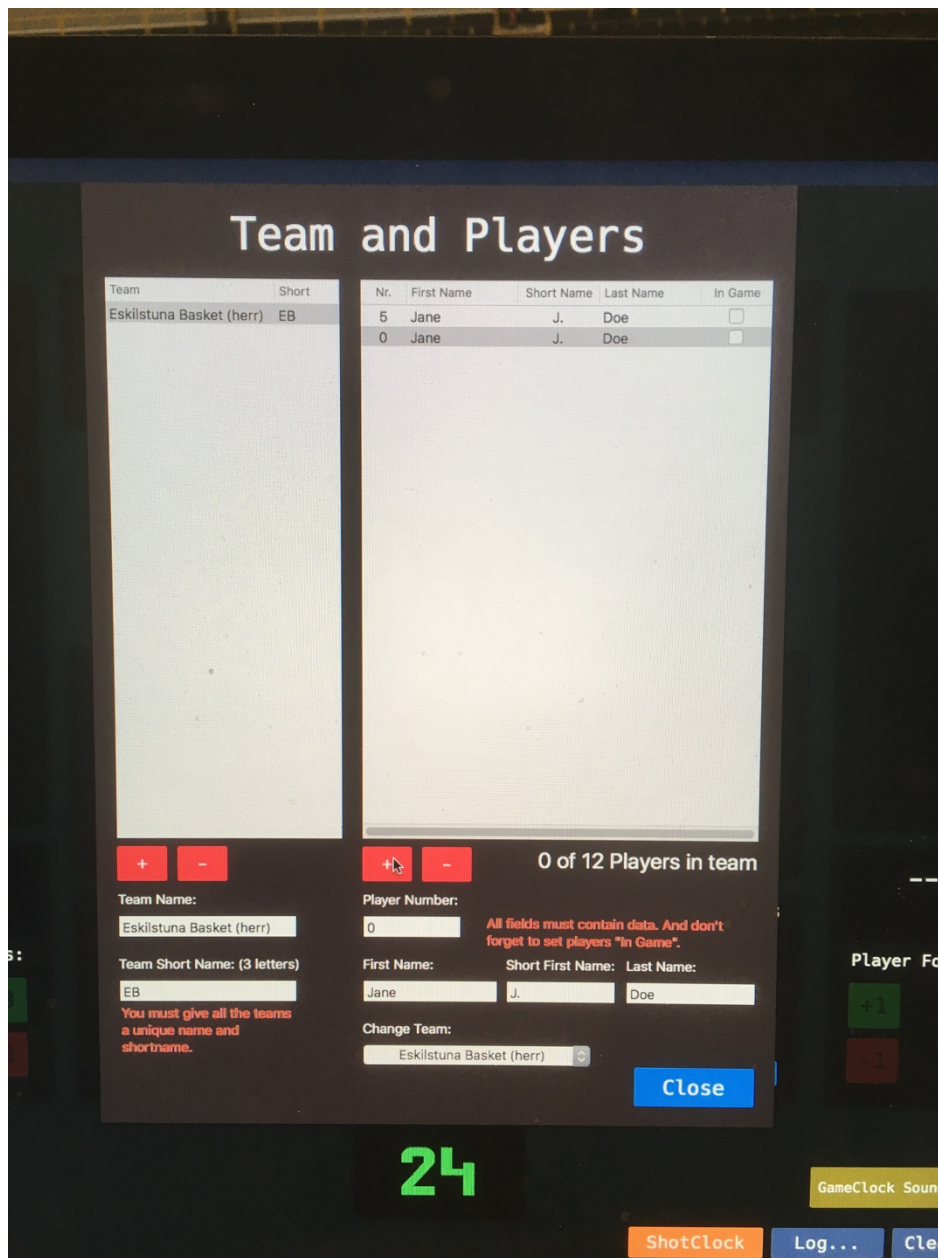 Team and Players
Team Short
Eskilstuna Basket (herr) EB
Nr. First Name Short Name Last Name In Game
5 Jane J. Doe
0 Jane J. Doe
+ -
+ -
0 of 12 Players in team
Team Name:
Eskilstuna Basket (herr)
Team Short Name: (3 letters)
EB
You must give all the teams
a unique name and
shortname.
Player Number:
0
All fields must contain data. And don't
forget to set players "In Game".
First Name: Short First Name: Last Name:
Jane J. Doe
Change Team:
Eskilstuna Basket (herr)
Close
s:
--
Player Fo
+1
-1
24
GameClock Soun
ShotClock Log... Cle